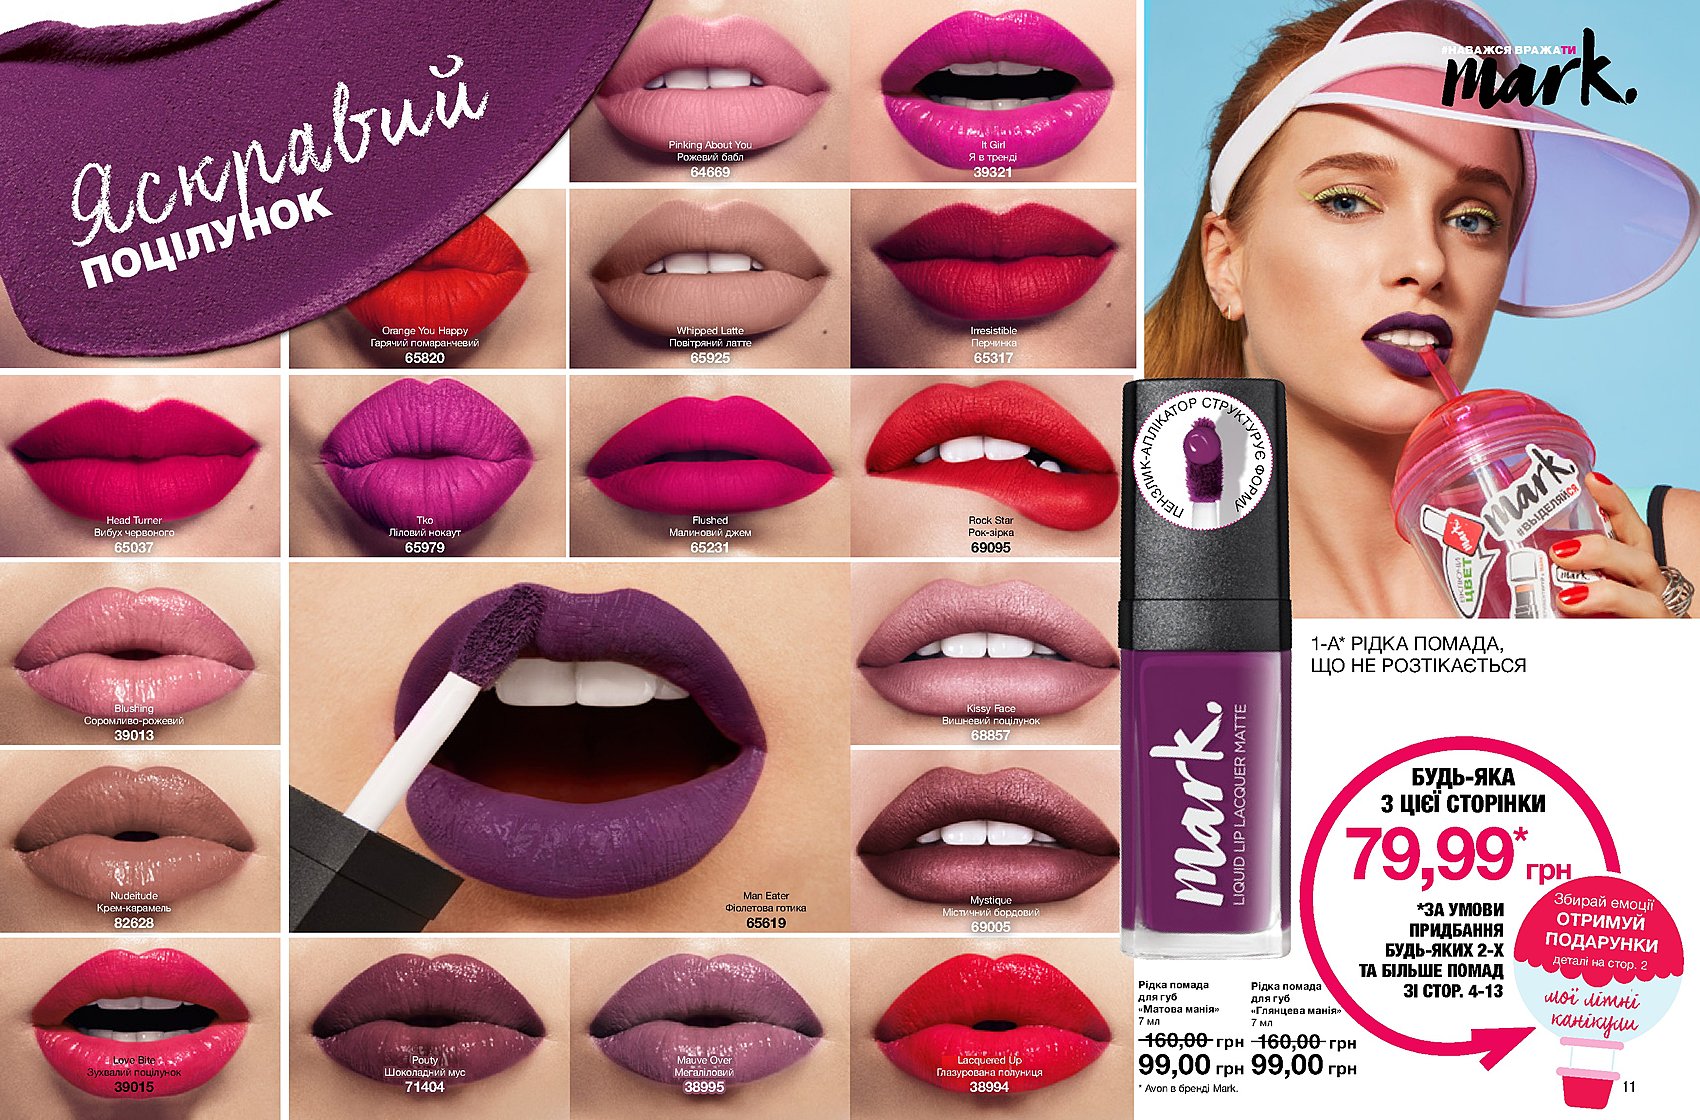 Яскравий
ПОЦІЛУНОК
Pinking About You
Рожевий бабл
64669
It Girl
Я в тренді
39321
Orange You Happy
Гарячий помаранчевий
65820
Whipped Latte
Повітряний латте
65925
Irresistible
Перчинка
65317
Head Turner
Вибух червоного
65037
Tko
Ліловий нокаут
65979
Flushed
Малиновий джем
65231
Rock Star
Рок-зірка
69095
Blushing
Соромливо-рожевий
39013
Nudeitude
Крем-карамель
82628
Man Eater
Фіолетова готика
65619
Kissy Face
Вишневий поцілунок
68857
Mystique
Містичний бордовий
69005
Love Bite
Зухвалий поцілунок
39015
Pouty
Шоколадний мус
71404
Mauve Over
Мегаліловий
38995
Lacquered Up
Глазурована полуниця
38994
#НАВАЖСЯ ВРАЖАТИ
mark.
ПЕНЗЛИК-АПЛІКАТОР СТРУКТУРУЄ ФОРМУ
mark.
LIQUID LIP LACQUER MATTE
mark.
#ВЫДЕЛЯЙСЯ
ВКЛЮЧИ
ЦВЕТ
mark.
mark.
1-А* РІДКА ПОМАДА,
ЩО НЕ РОЗТІКАЄТЬСЯ
БУДЬ-ЯКА
З ЦІЄЇ СТОРІНКИ
79,99* грн
*ЗА УМОВИ
ПРИДБАННЯ
БУДЬ-ЯКИХ 2-Х
ТА БІЛЬШЕ ПОМАД
ЗІ СТОР. 4-13
Збирай емоції
ОТРИМУЙ
ПОДАРУНКИ
деталі на стор. 2
мої літні
канікули
Рідка помада
для губ
«Матова манія»
7 мл
160,00 грн
99,00 грн
Рідка помада
для губ
«Глянцева манія»
7 мл
160,00 грн
99,00 грн
* Avon в бренді Mark.
11